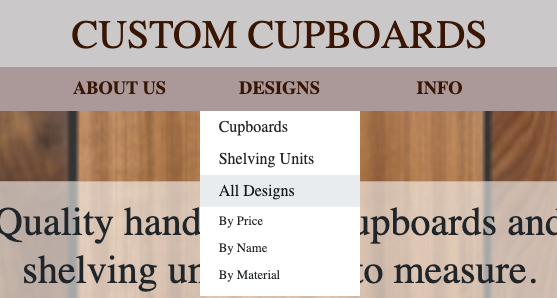 CUSTOM CUPBOARDS
ABOUT US DESIGNS INFO
Cupboards
Shelving Units
All Designs
By Price
By Name
By Material
Quality hand upboards and
shelving un to measure.